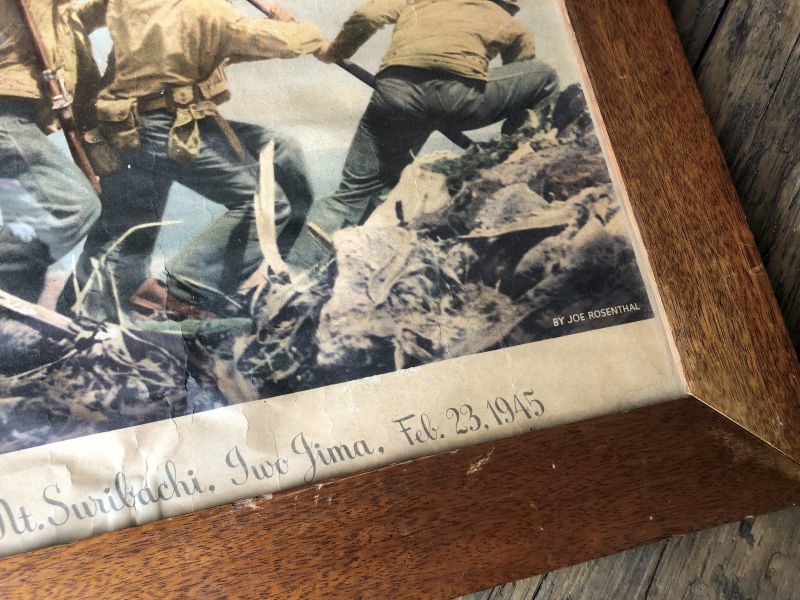 BY JOE ROSENTHAL
Mt. Suribachi, Iwo Jima, Feb. 23, 1945